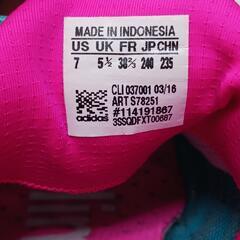 MADE IN INDONESIA
US UK FR JP CHN
7 5½ 38⅔ 240 235
CLI 037001 03/16
ART S78251
#114191867
3SSQDFXT00687
adidas